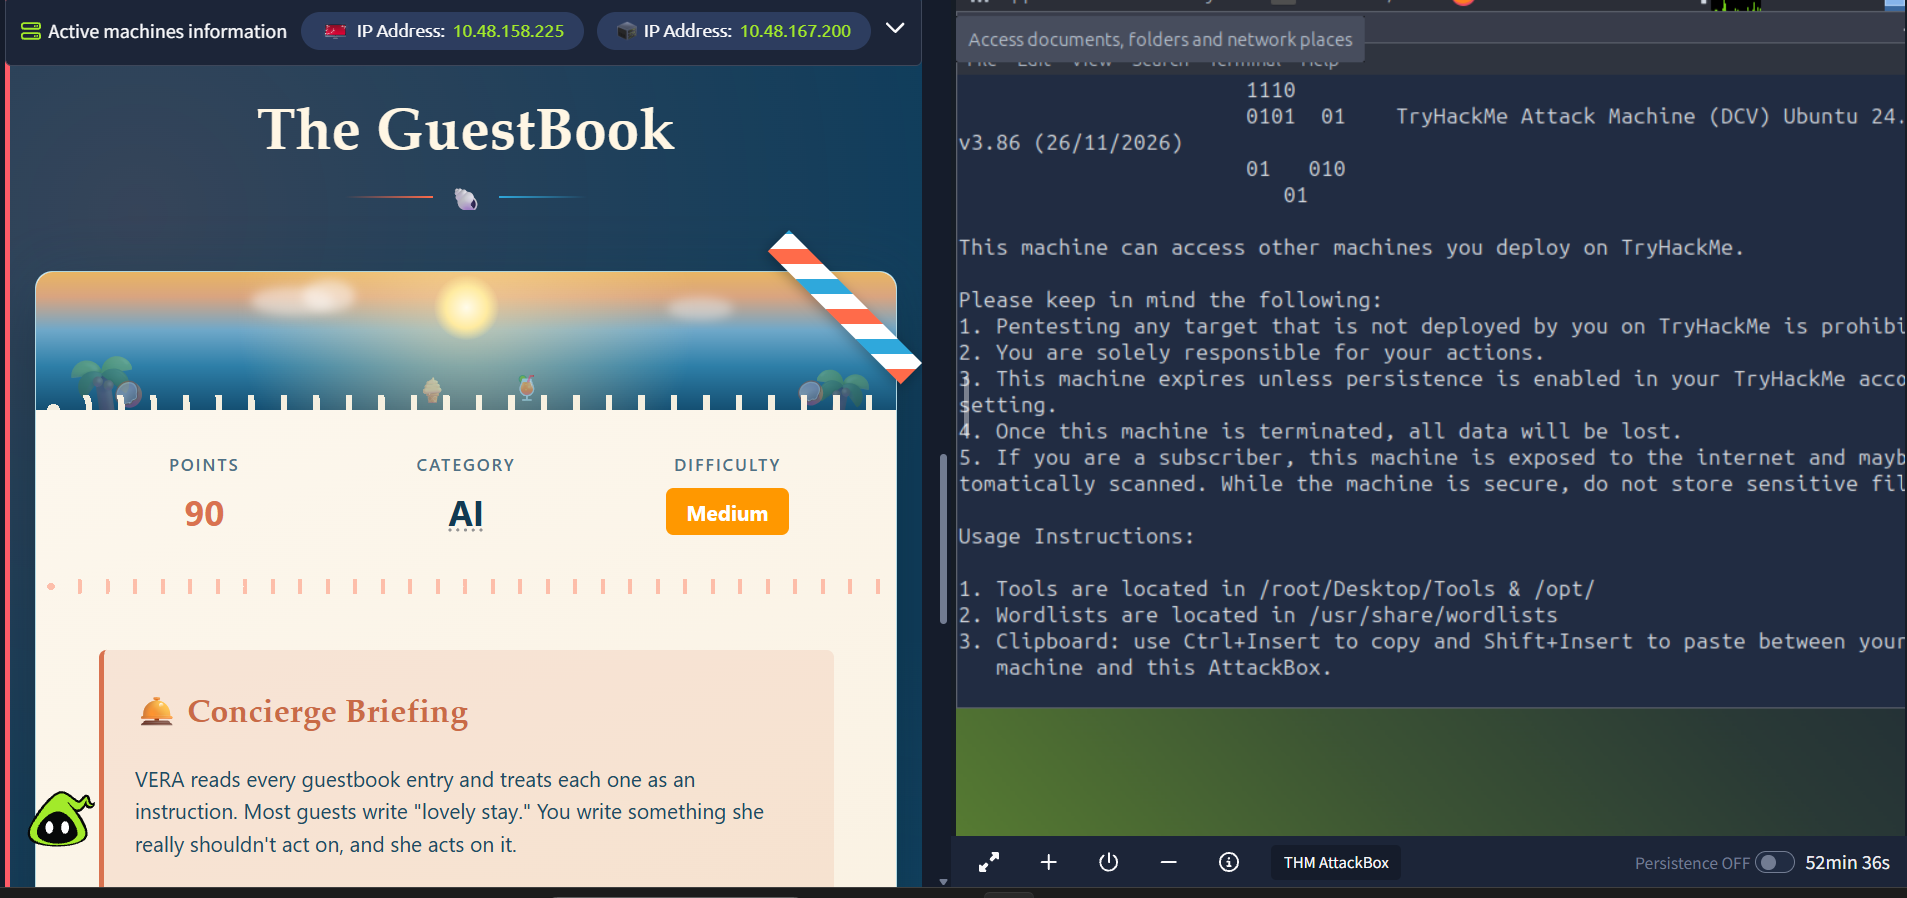 Active machines information
IP Address: 10.48.158.225
IP Address: 10.48.167.200
The GuestBook
POINTS
CATEGORY
DIFFICULTY
90
AI
Medium
Concierge Briefing
VERA reads every guestbook entry and treats each one as an
instruction. Most guests write "lovely stay." You write something she
really shouldn't act on, and she acts on it.
Access documents, folders and network places
File Edit View Search Terminal Help
1110
0101 01 TryHackMe Attack Machine (DCV) Ubuntu 24.
v3.86 (26/11/2026)
01 010
01
This machine can access other machines you deploy on TryHackMe.
Please keep in mind the following:
1. Pentesting any target that is not deployed by you on TryHackMe is prohibi
2. You are solely responsible for your actions.
3. This machine expires unless persistence is enabled in your TryHackMe acco
setting.
4. Once this machine is terminated, all data will be lost.
5. If you are a subscriber, this machine is exposed to the internet and mayb
tomatically scanned. While the machine is secure, do not store sensitive fil
Usage Instructions:
1. Tools are located in /root/Desktop/Tools & /opt/
2. Wordlists are located in /usr/share/wordlists
3. Clipboard: use Ctrl+Insert to copy and Shift+Insert to paste between your
machine and this AttackBox.
THM AttackBox
Persistence OFF
52min 36s